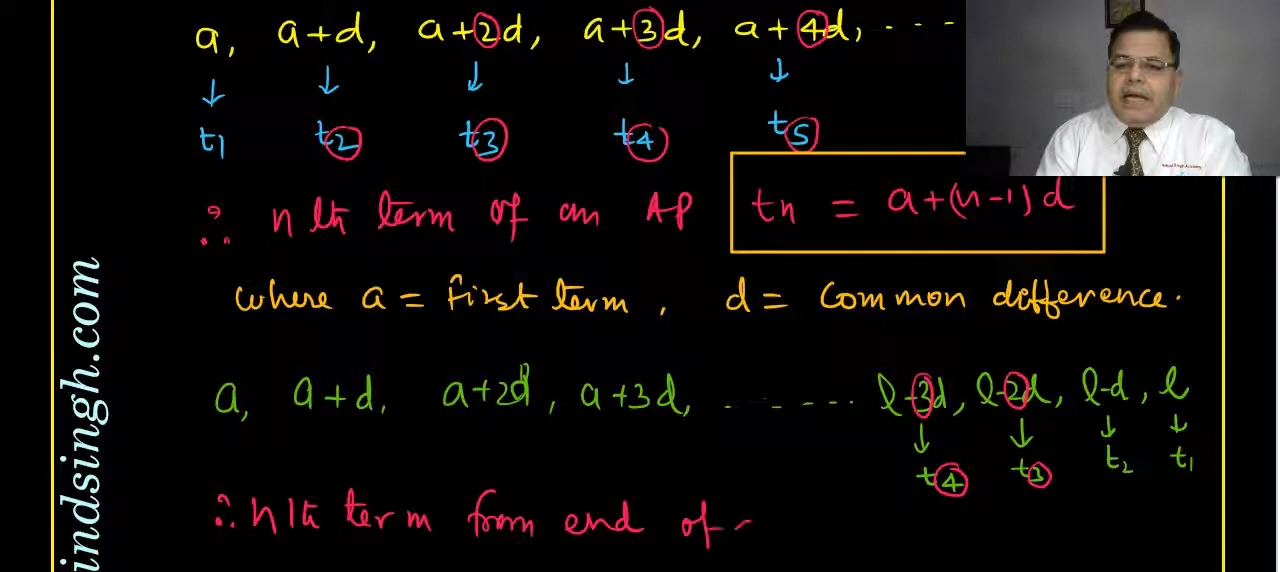 a, a+d, a+2d, a+3d, a+4d, ....
↓ ↓ ↓ ↓ ↓
t₁ t₂ t₃ t₄ t₅
∴ nth term of an AP tn = a+(n-1)d
where a = First term, d = Common difference.
a, a+d, a+2d, a+3d, ........ l-3d, l-2d, l-d, l
↓ ↓ ↓ ↓
t₄ t₃ t₂ t₁
∴ nth term from end of
indsingh.com